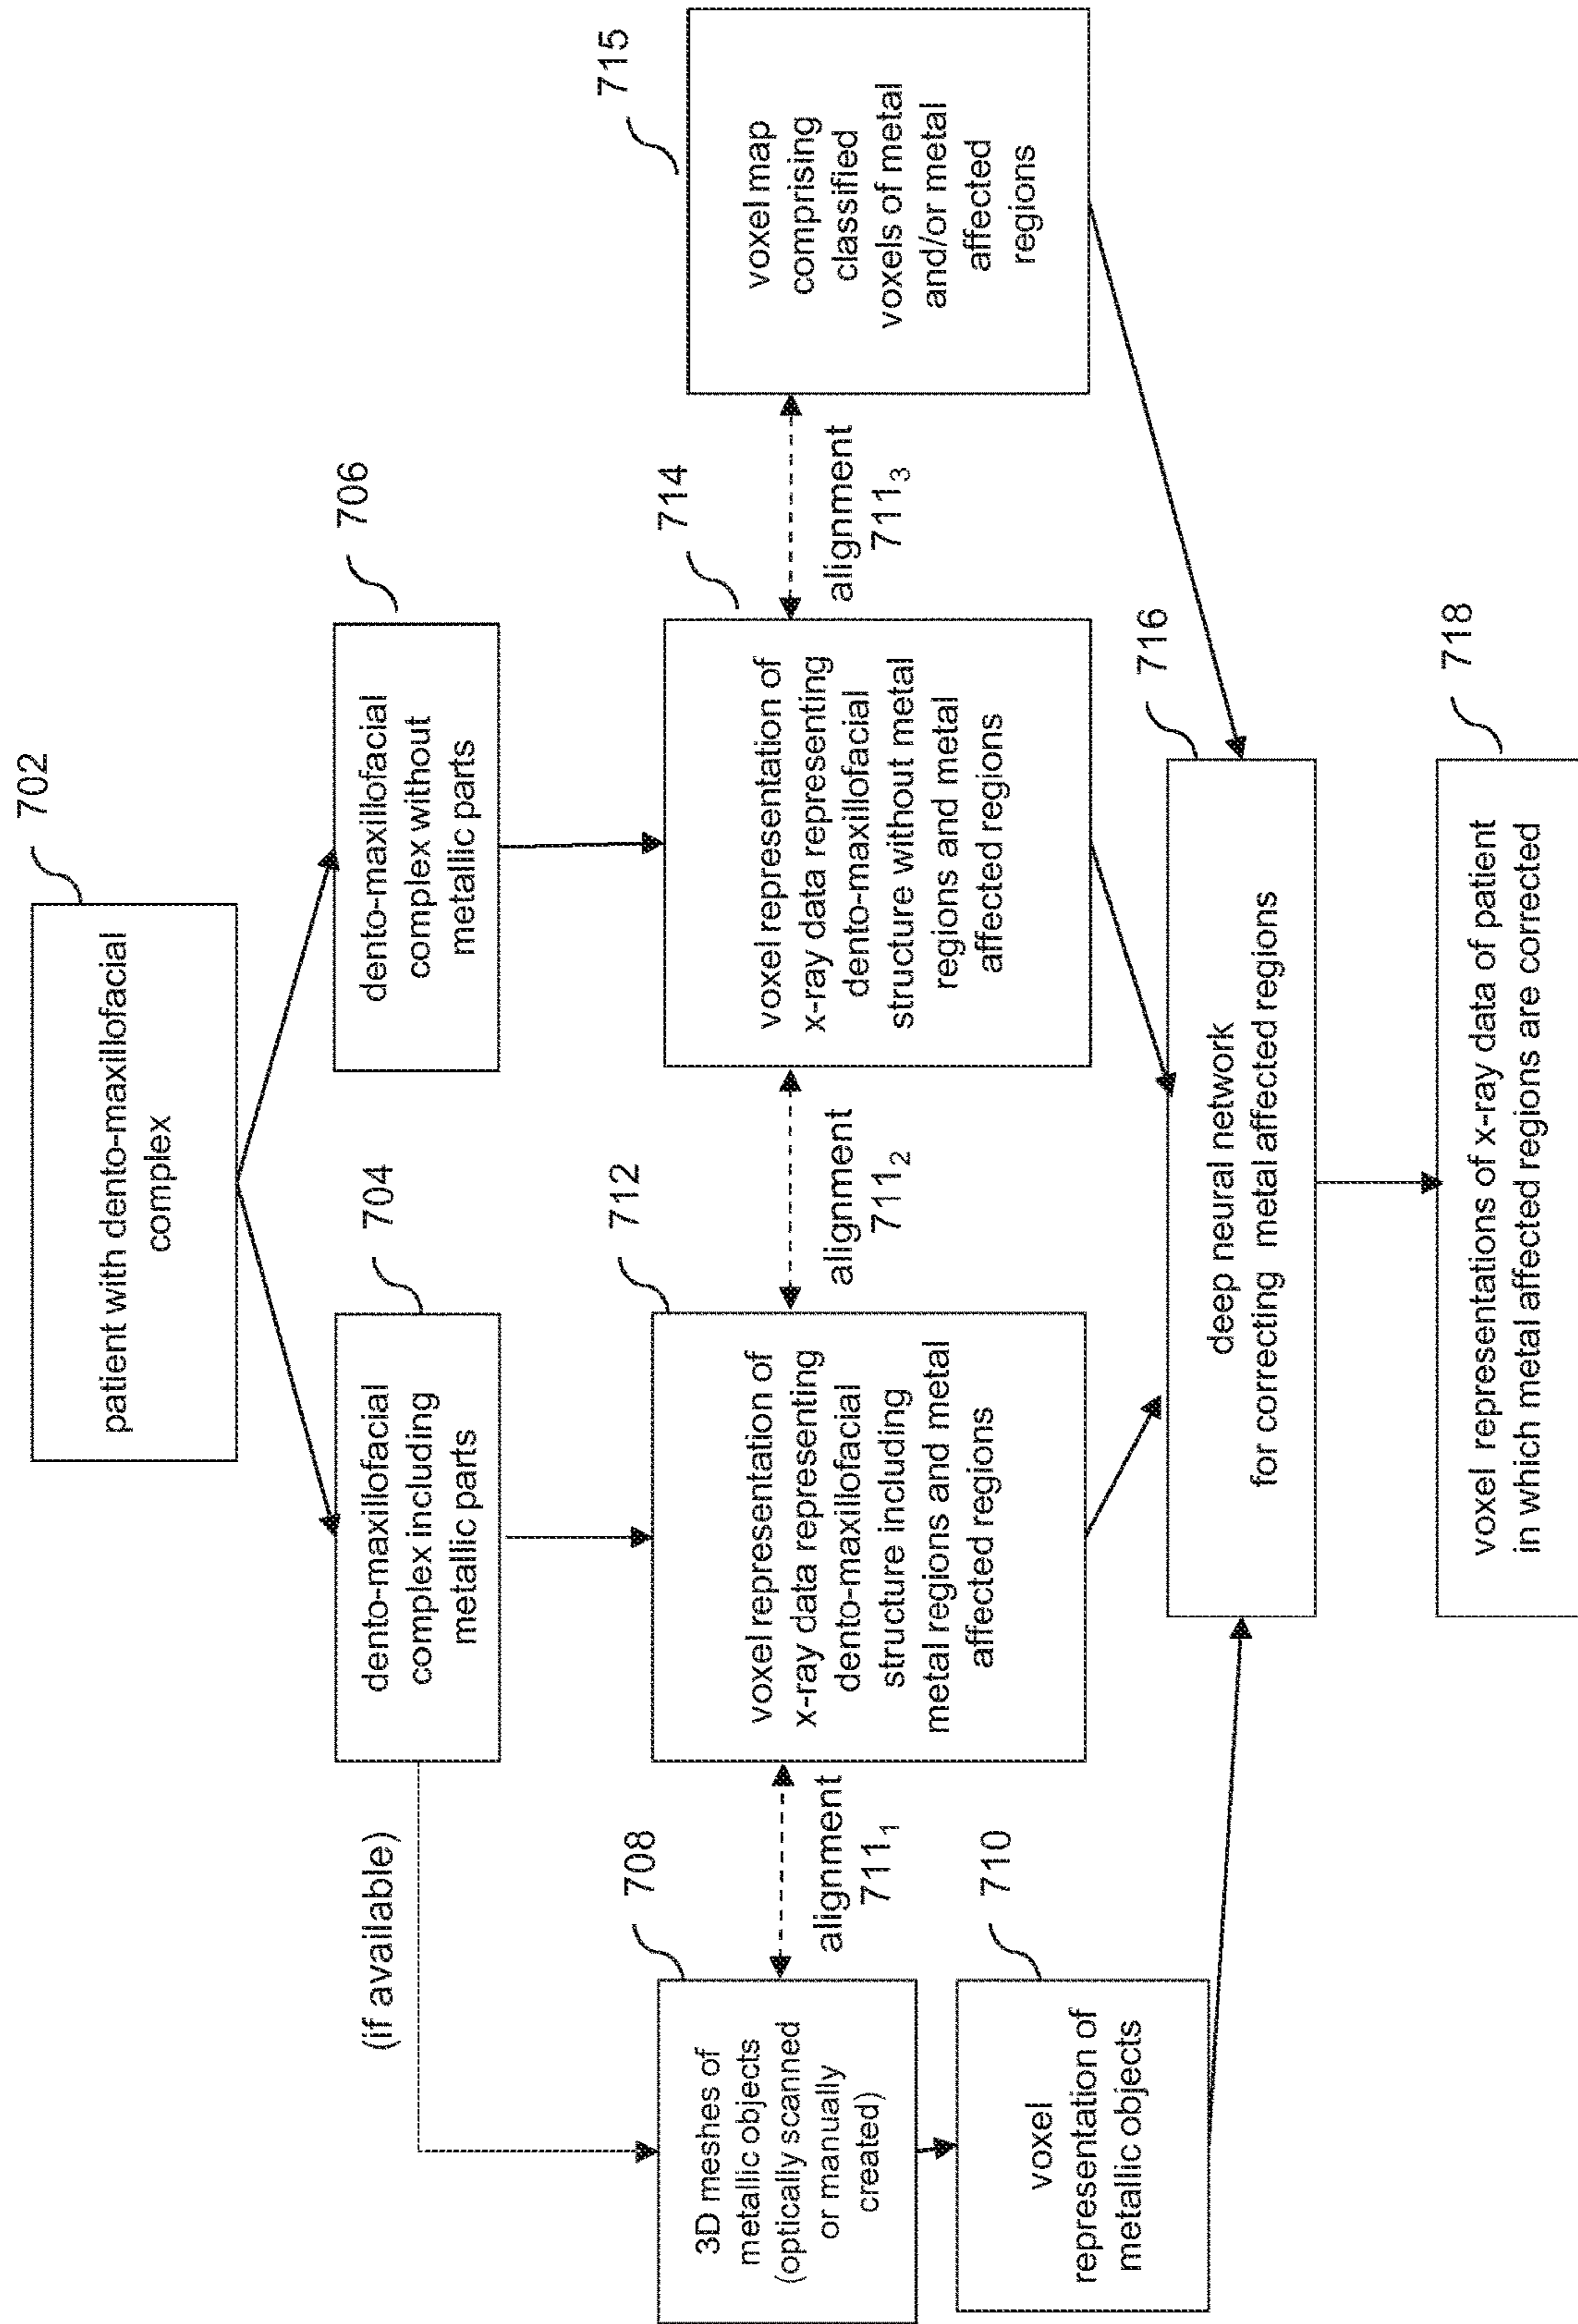 702
patient with dento-maxillofacial
complex
(if available)
704
dento-maxillofacial
complex including
metallic parts
706
dento-maxillofacial
complex without
metallic parts
708
3D meshes of
metallic objects
(optically scanned
or manually
created)
alignment
711₁
712
voxel representation of
x-ray data representing
dento-maxillofacial
structure including
metal regions and metal
affected regions
alignment
711₂
714
voxel representation of
x-ray data representing
dento-maxillofacial
structure without metal
regions and metal
affected regions
alignment
711₃
715
voxel map
comprising
classified
voxels of metal
and/or metal
affected
regions
710
voxel
representation of
metallic objects
716
deep neural network
for correcting metal affected regions
718
voxel representations of x-ray data of patient
in which metal affected regions are corrected